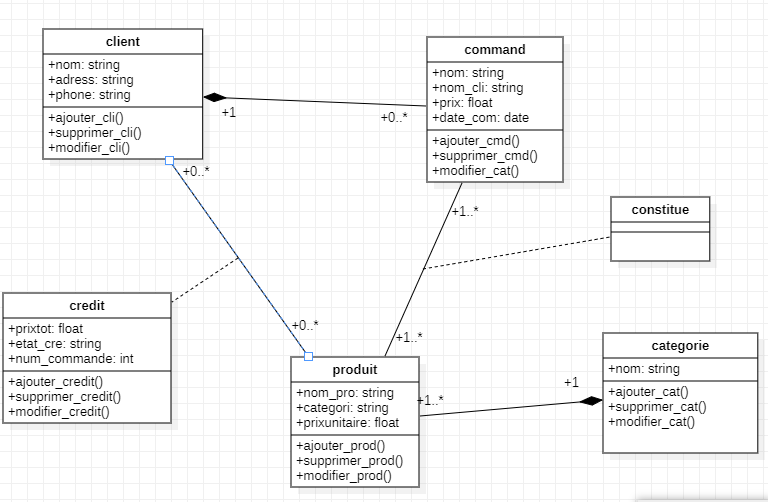 client
+nom: string
+adress: string
+phone: string
+ajouter_cli()
+supprimer_cli()
+modifier_cli()
command
+nom: string
+nom_cli: string
+prix: float
+date_com: date
+ajouter_cmd()
+supprimer_cmd()
+modifier_cat()
+1
+0..*
+0..*
+1..*
constitue
credit
+prixtot: float
+etat_cre: string
+num_commande: int
+ajouter_credit()
+supprimer_credit()
+modifier_credit()
+0..*
+1..*
produit
+nom_pro: string
+categori: string
+prixunitaire: float
+ajouter_prod()
+supprimer_prod()
+modifier_prod()
+1..*
+1
categorie
+nom: string
+ajouter_cat()
+supprimer_cat()
+modifier_cat()